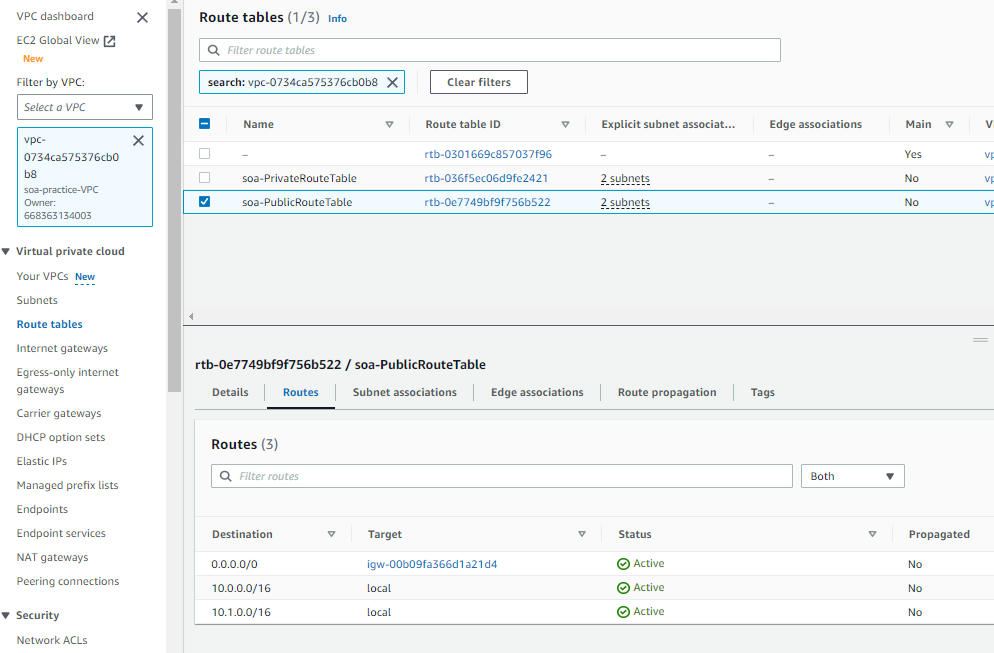 VPC dashboard
EC2 Global View
New
Filter by VPC:
Select a VPC
vpc-
0734ca575376cb0
b8
soa-practice-VPC
Owner:
668363134003
Virtual private cloud
Your VPCs New
Subnets
Route tables
Internet gateways
Egress-only internet
gateways
Carrier gateways
DHCP option sets
Elastic IPs
Managed prefix lists
Endpoints
Endpoint services
NAT gateways
Peering connections
Security
Network ACLs
Route tables (1/3) Info
Filter route tables
search: vpc-0734ca575376cb0b8
Clear filters
Name Route table ID Explicit subnet associat... Edge associations Main
– rtb-0301669c857037f96 – – Yes vp
soa-PrivateRouteTable rtb-036f5ec06d9fe2421 2 subnets – No vp
soa-PublicRouteTable rtb-0e7749bf9f756b522 2 subnets – No vp
rtb-0e7749bf9f756b522 / soa-PublicRouteTable
Details Routes Subnet associations Edge associations Route propagation Tags
Routes (3)
Filter routes
Both
Destination Target Status Propagated
0.0.0.0/0 igw-00b09fa366d1a21d4 Active No
10.0.0.0/16 local Active No
10.1.0.0/16 local Active No